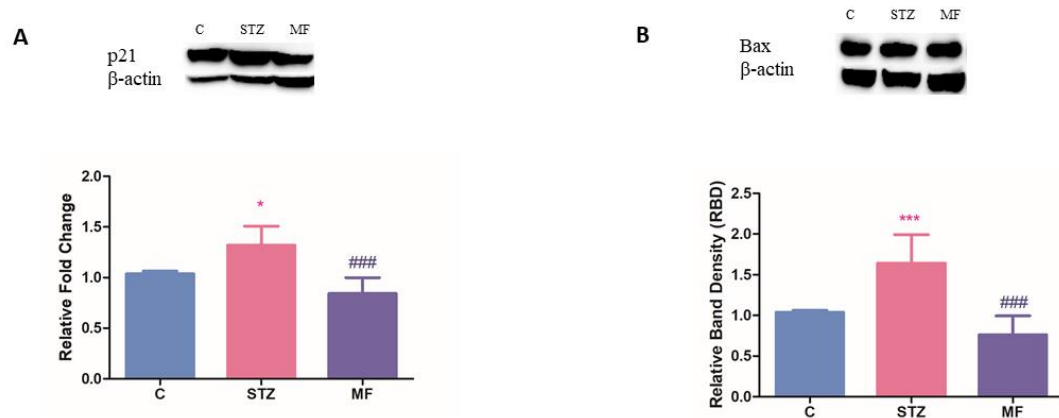 A
C STZ MF
p21
β-actin
2.0
1.5
1.0
0.5
0.0
Relative Fold Change
*
###
C STZ MF
B
C STZ MF
Bax
β-actin
2.5
2.0
1.5
1.0
0.5
0.0
Relative Band Density (RBD)
***
###
C STZ MF